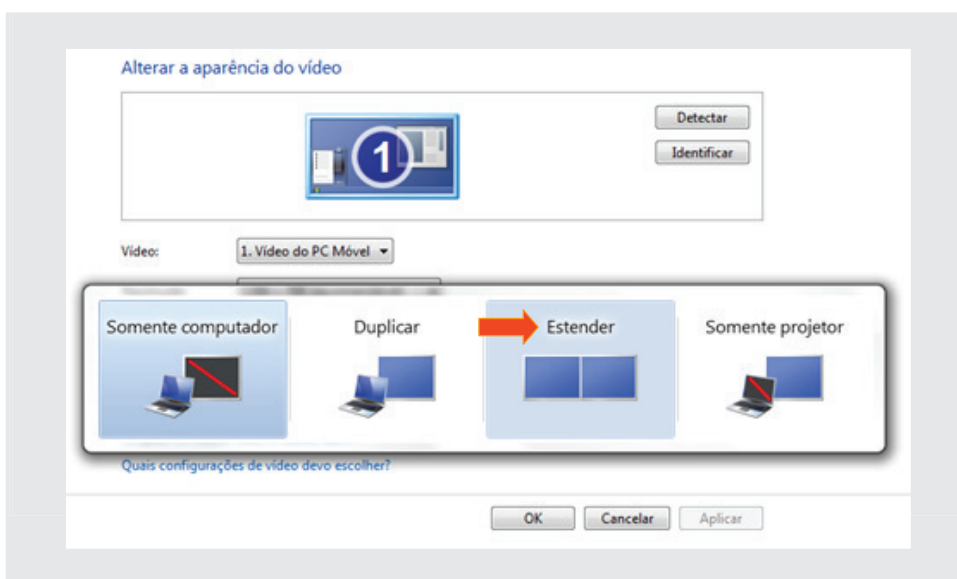 Alterar a aparência do vídeo
1
Detectar
Identificar
Vídeo:
1. Vídeo do PC Móvel
Somente computador
Duplicar
Estender
Somente projetor
Quais configurações de vídeo devo escolher?
OK
Cancelar
Aplicar